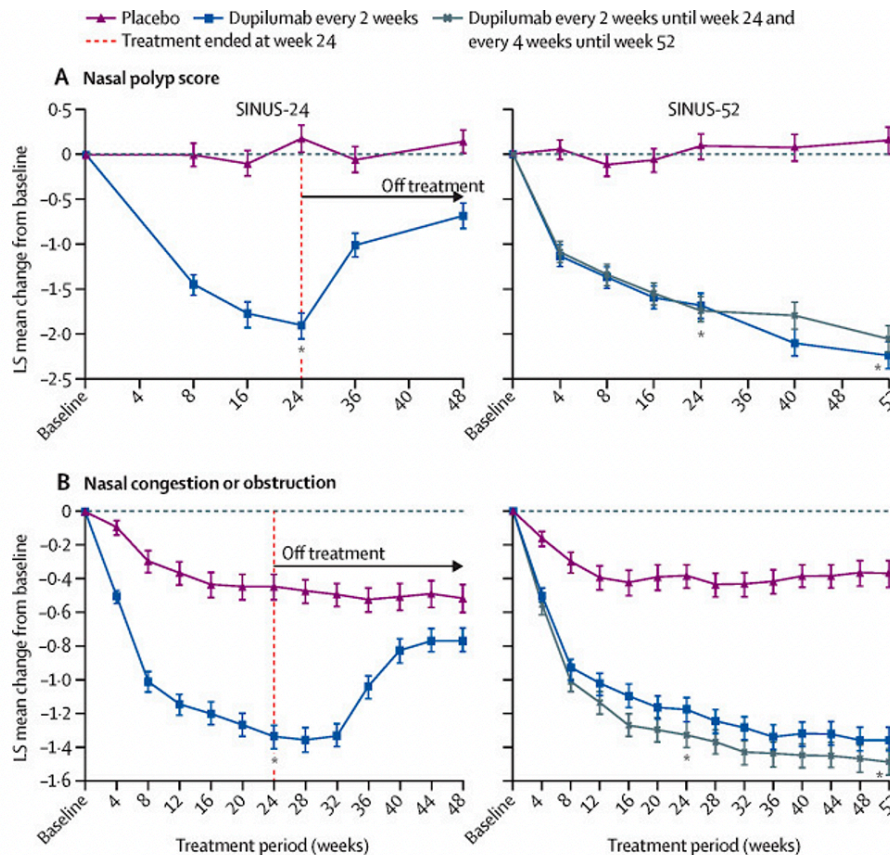 Placebo
Dupilumab every 2 weeks
Dupilumab every 2 weeks until week 24 and
every 4 weeks until week 52
Treatment ended at week 24
A Nasal polyp score
SINUS-24
SINUS-52
LS mean change from baseline
0·5
0
–0·5
–1·0
–1·5
–2·0
–2·5
Off treatment
*
*
*
Baseline 4 8 16 24 36 40 48
Baseline 4 8 16 24 40 52
B Nasal congestion or obstruction
LS mean change from baseline
0
–0·2
–0·4
–0·6
–0·8
–1·0
–1·2
–1·4
–1·6
Off treatment
*
*
*
Baseline 4 8 12 16 20 24 28 32 36 40 44 48
Baseline 4 8 12 16 20 24 28 32 36 40 44 48 52
Treatment period (weeks)
Treatment period (weeks)